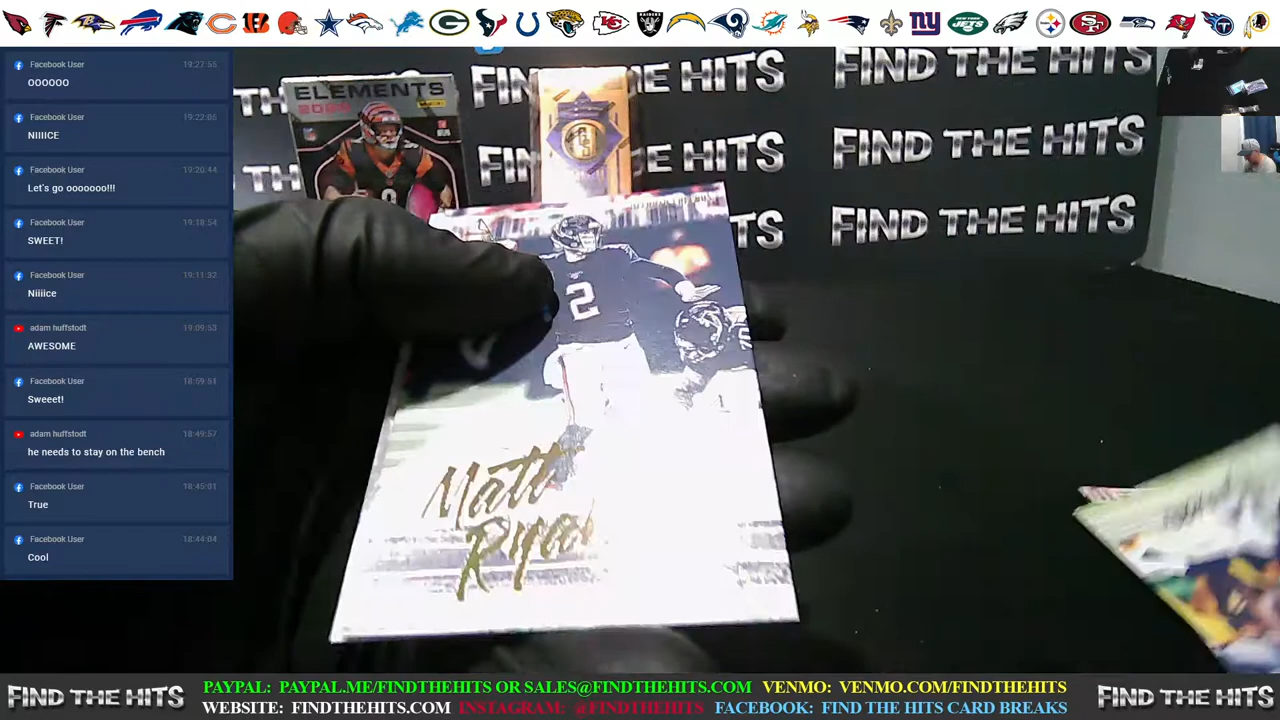 Facebook User 19:27:55
OOOOOO
Facebook User 19:22:05
NIIIICE
Facebook User 19:20:44
Let's go ooooooo!!!
Facebook User 19:18:54
SWEET!
Facebook User 19:11:32
Niiiice
adam huffstodt 19:09:53
AWESOME
Facebook User 18:59:51
Sweeet!
adam huffstodt 18:49:57
he needs to stay on the bench
Facebook User 18:45:01
True
Facebook User 18:44:04
Cool
ELEMENTS
FIND THE HITS
FIND THE HITS
FIND THE HITS
FIND THE HITS
2
Matt
Ryan
FIND THE HITS
PAYPAL: PAYPAL.ME/FINDTHEHITS OR SALES@FINDTHEHITS.COM VENMO: VENMO.COM/FINDTHEHITS
WEBSITE: FINDTHEHITS.COM INSTAGRAM: @FINDTHEHITS FACEBOOK: FIND THE HITS CARD BREAKS
FIND THE HITS